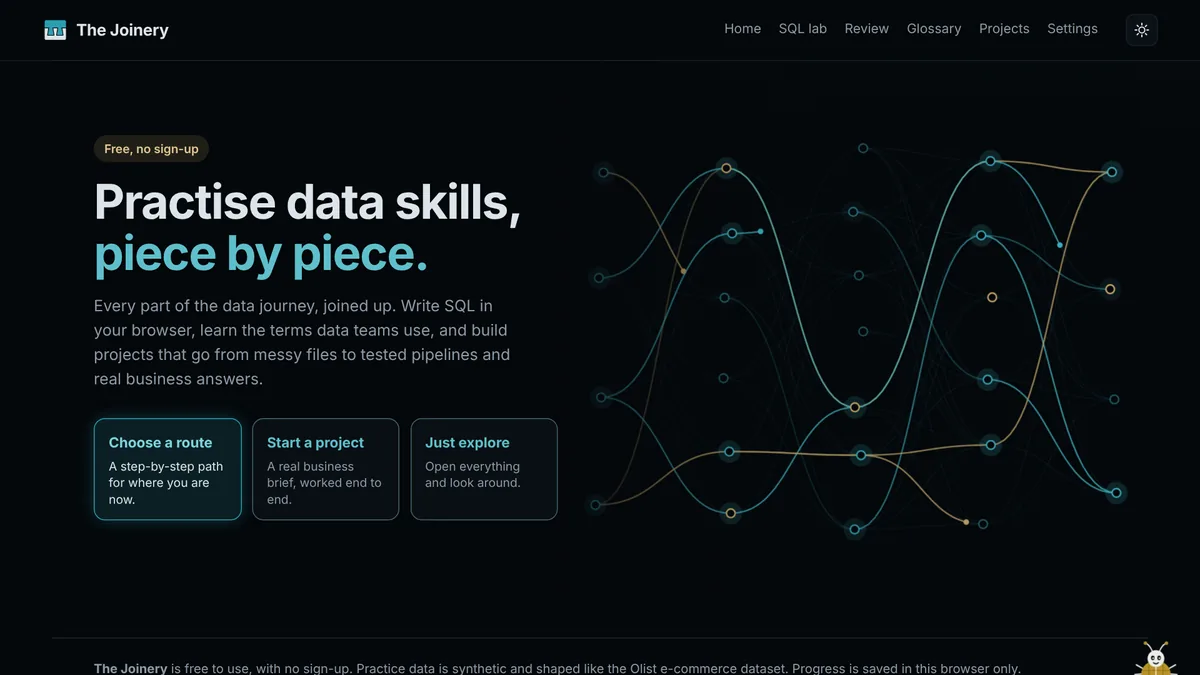 The Joinery
Home SQL lab Review Glossary Projects Settings
Free, no sign-up
Practise data skills,
piece by piece.
Every part of the data journey, joined up. Write SQL in
your browser, learn the terms data teams use, and build
projects that go from messy files to tested pipelines and
real business answers.
Choose a route
A step-by-step path
for where you are
now.
Start a project
A real business
brief, worked end to
end.
Just explore
Open everything
and look around.
The Joinery is free to use, with no sign-up. Practice data is synthetic and shaped like the Olist e-commerce dataset. Progress is saved in this browser only.